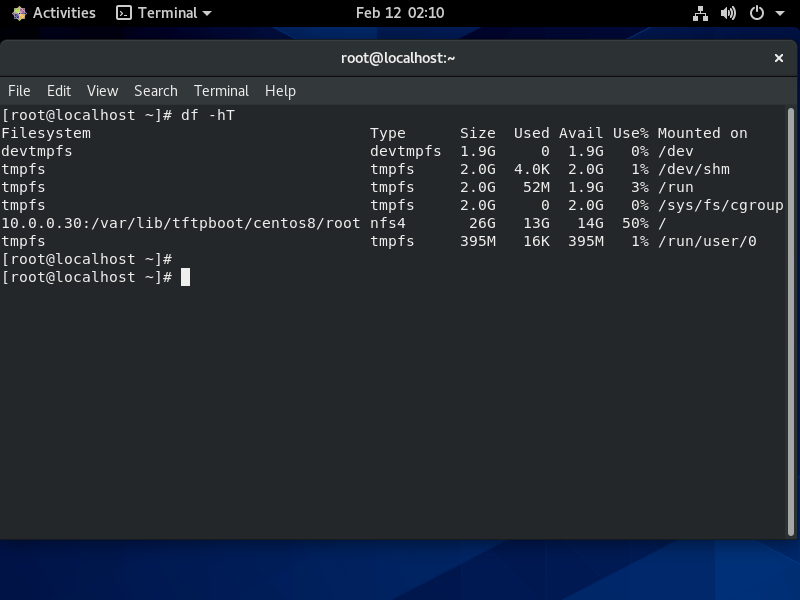 Activities Terminal Feb 12 02:10
root@localhost:~
File Edit View Search Terminal Help
[root@localhost ~]# df -hT
Filesystem                              Type      Size  Used Avail Use% Mounted on
devtmpfs                                devtmpfs  1.9G     0  1.9G   0% /dev
tmpfs                                   tmpfs     2.0G  4.0K  2.0G   1% /dev/shm
tmpfs                                   tmpfs     2.0G   52M  1.9G   3% /run
tmpfs                                   tmpfs     2.0G     0  2.0G   0% /sys/fs/cgroup
10.0.0.30:/var/lib/tftpboot/centos8/root nfs4       26G   13G   14G  50% /
tmpfs                                   tmpfs     395M   16K  395M   1% /run/user/0
[root@localhost ~]#
[root@localhost ~]#